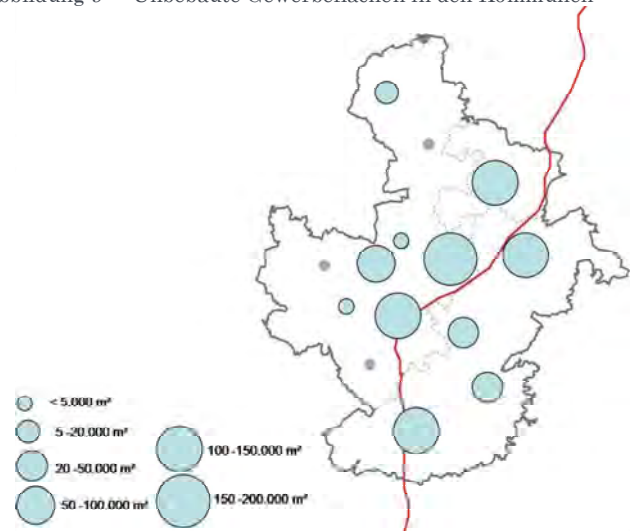 Unbebaute Gewerbeflächen in den Kommunen
< 5.000 m²
5 -20.000 m²
20 -50.000 m²
50 -100.000 m²
100 -150.000 m²
150 -200.000 m²